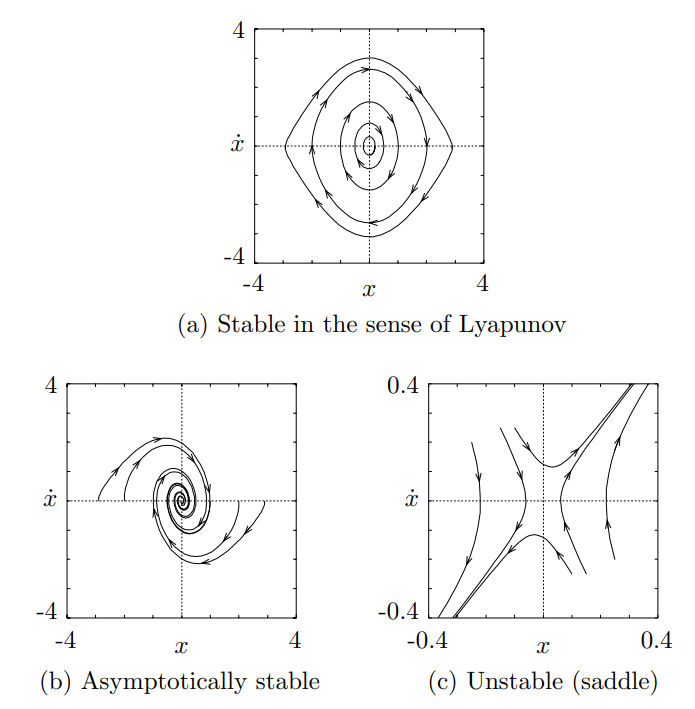 4
ẋ
-4
-4 x 4
(a) Stable in the sense of Lyapunov
4 0.4
ẋ ẋ
-4 -0.4
-4 x 4 -0.4 x 0.4
(b) Asymptotically stable (c) Unstable (saddle)